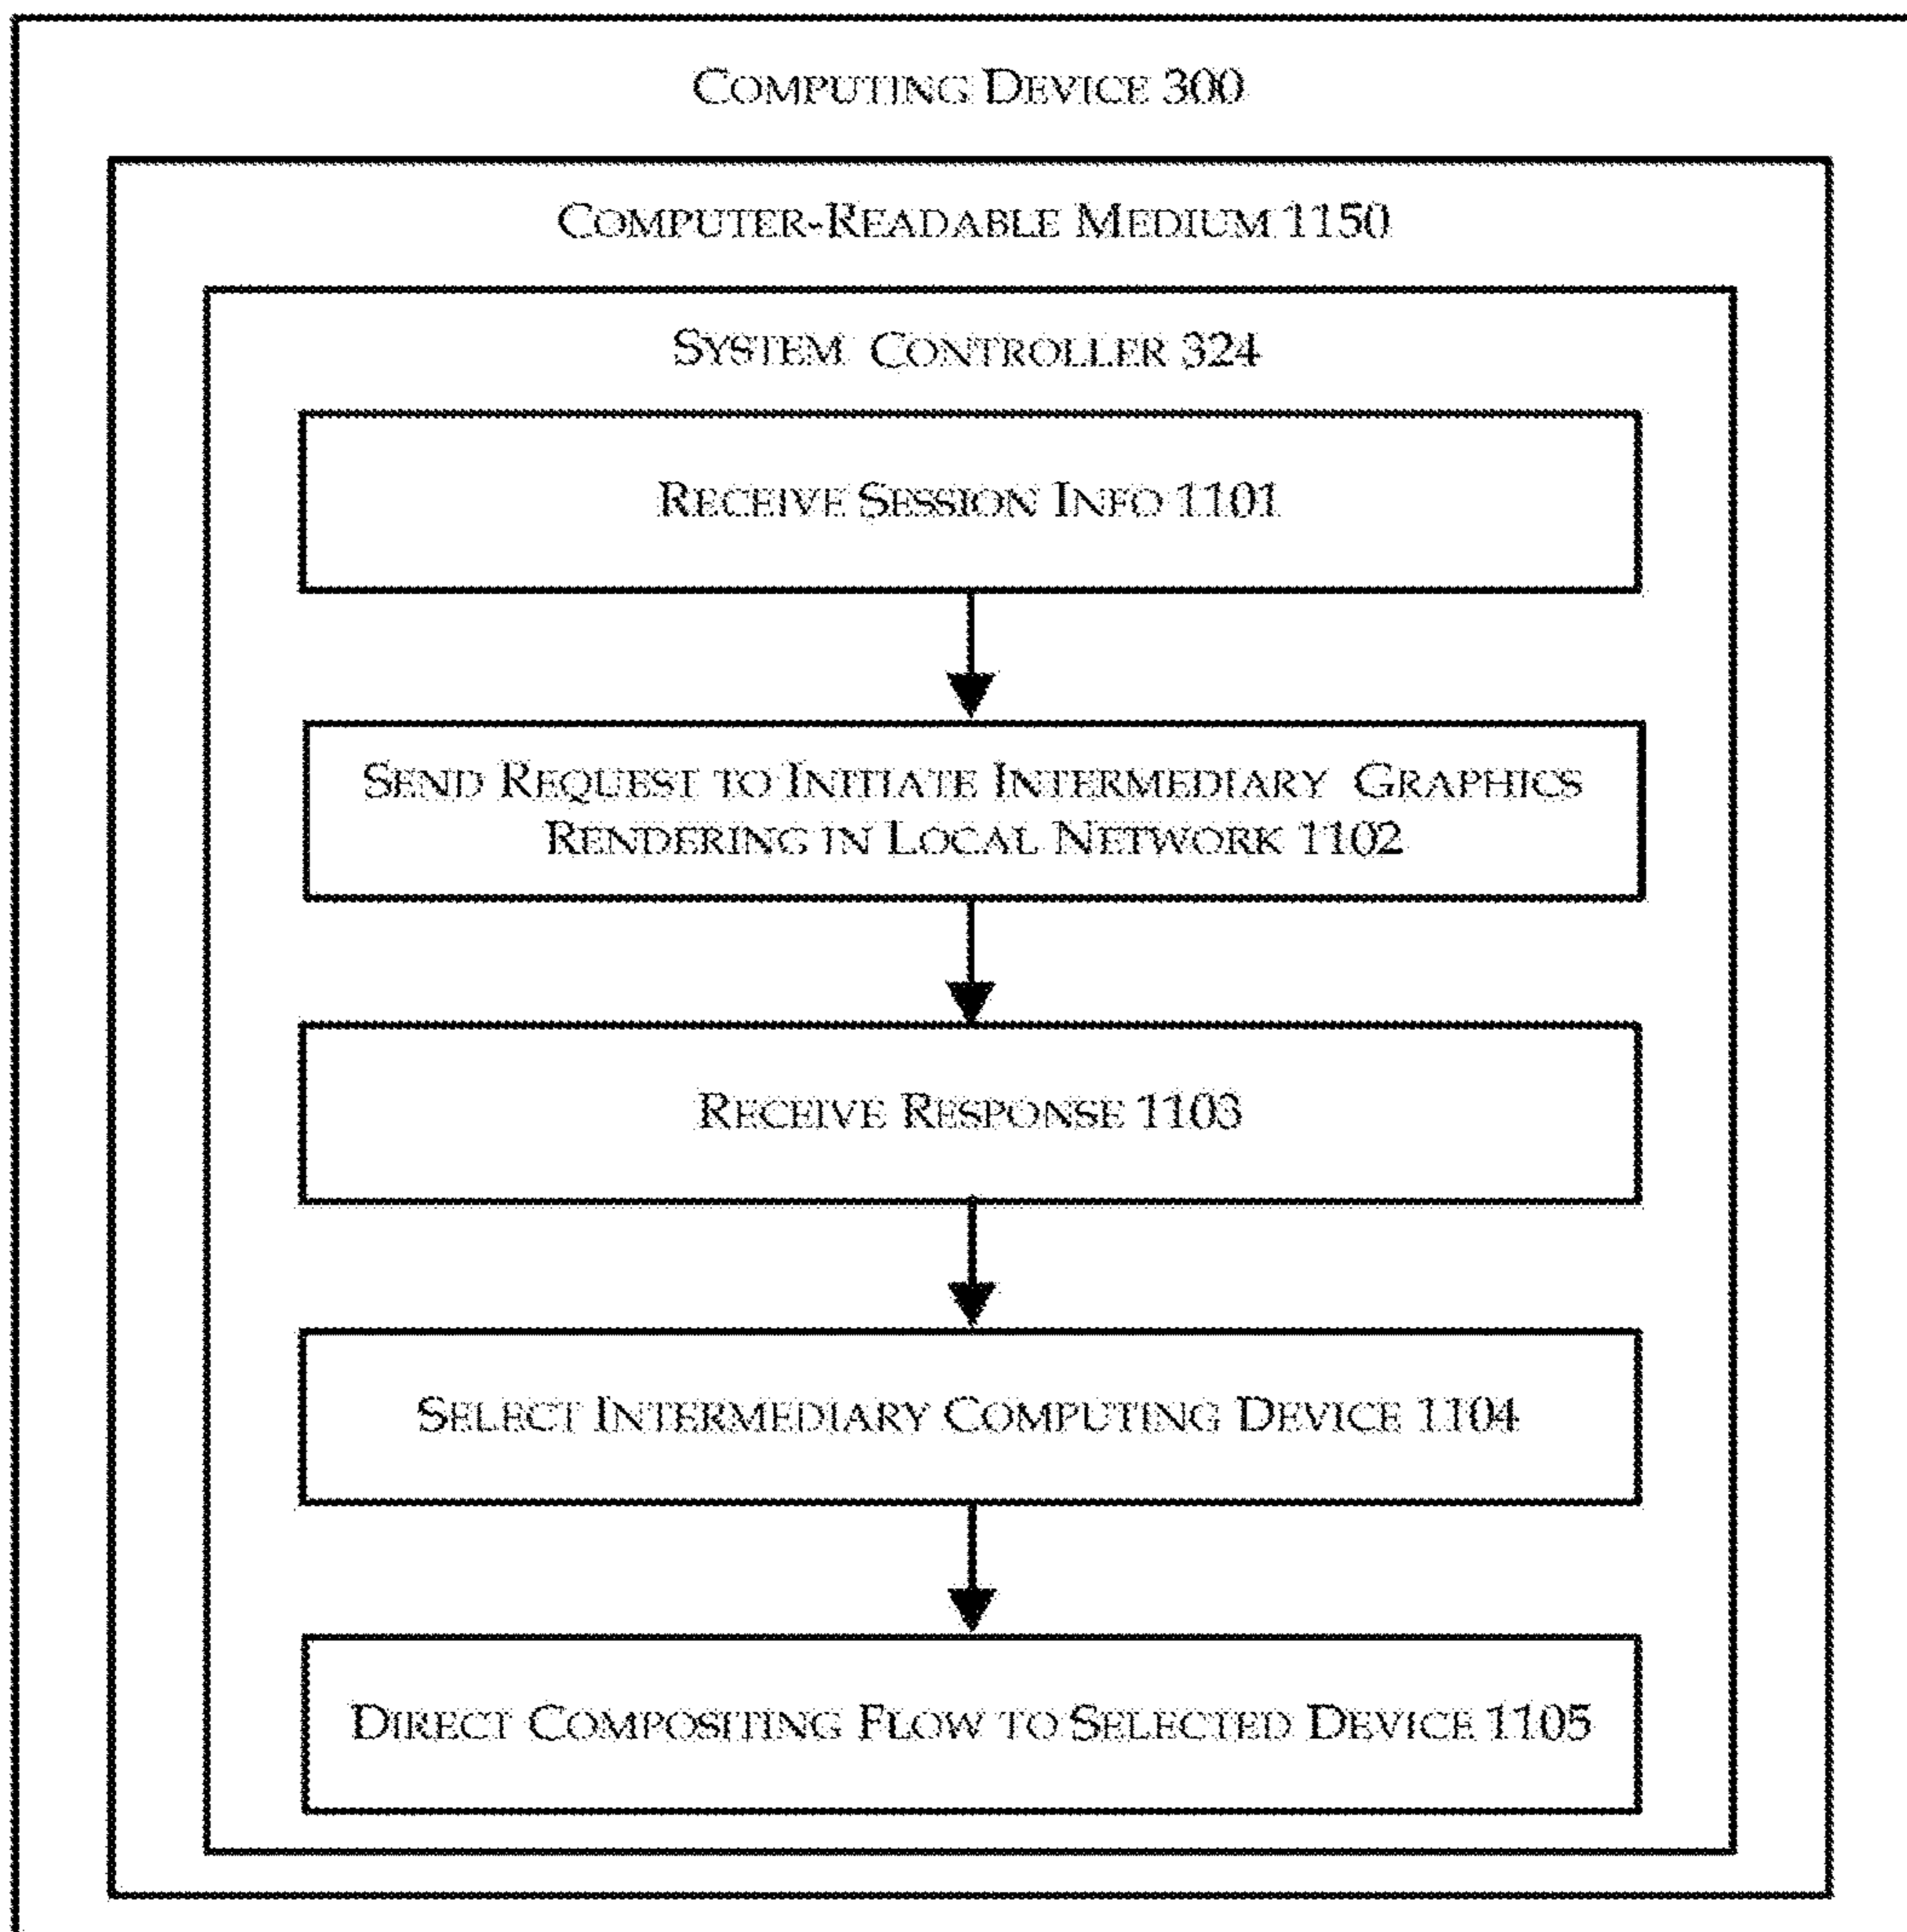 COMPUTING DEVICE 300
COMPUTER-READABLE MEDIUM 1150
SYSTEM CONTROLLER 324
RECEIVE SESSION INFO 1101
SEND REQUEST TO INITIATE INTERMEDIARY GRAPHICS
RENDERING IN LOCAL NETWORK 1102
RECEIVE RESPONSE 1103
SELECT INTERMEDIARY COMPUTING DEVICE 1104
DIRECT COMPOSITING FLOW TO SELECTED DEVICE 1105